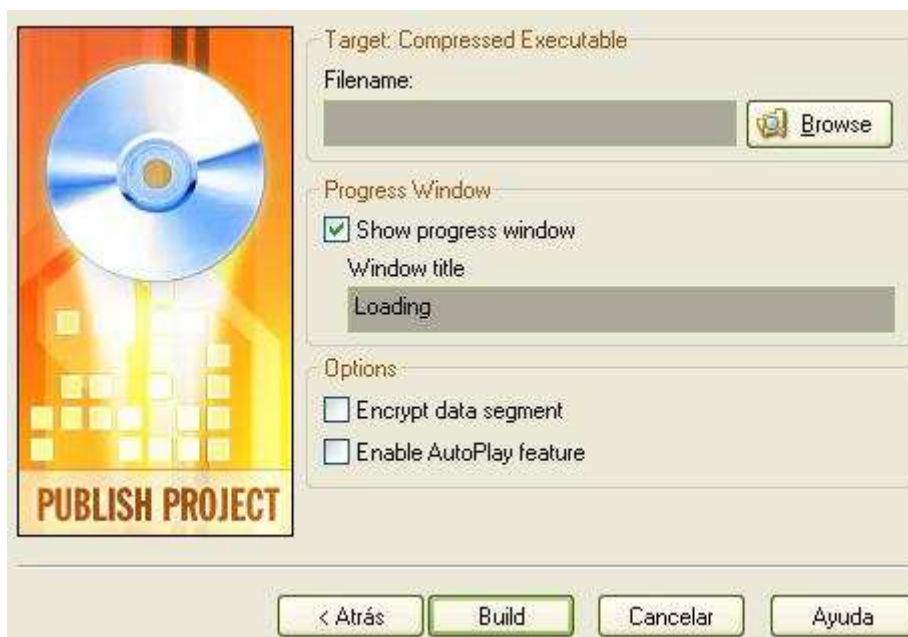 Target: Compressed Executable
Filename:
Browse
Progress Window
Show progress window
Window title
Loading
Options
Encrypt data segment
Enable AutoPlay feature
PUBLISH PROJECT
< Atrás
Build
Cancelar
Ayuda